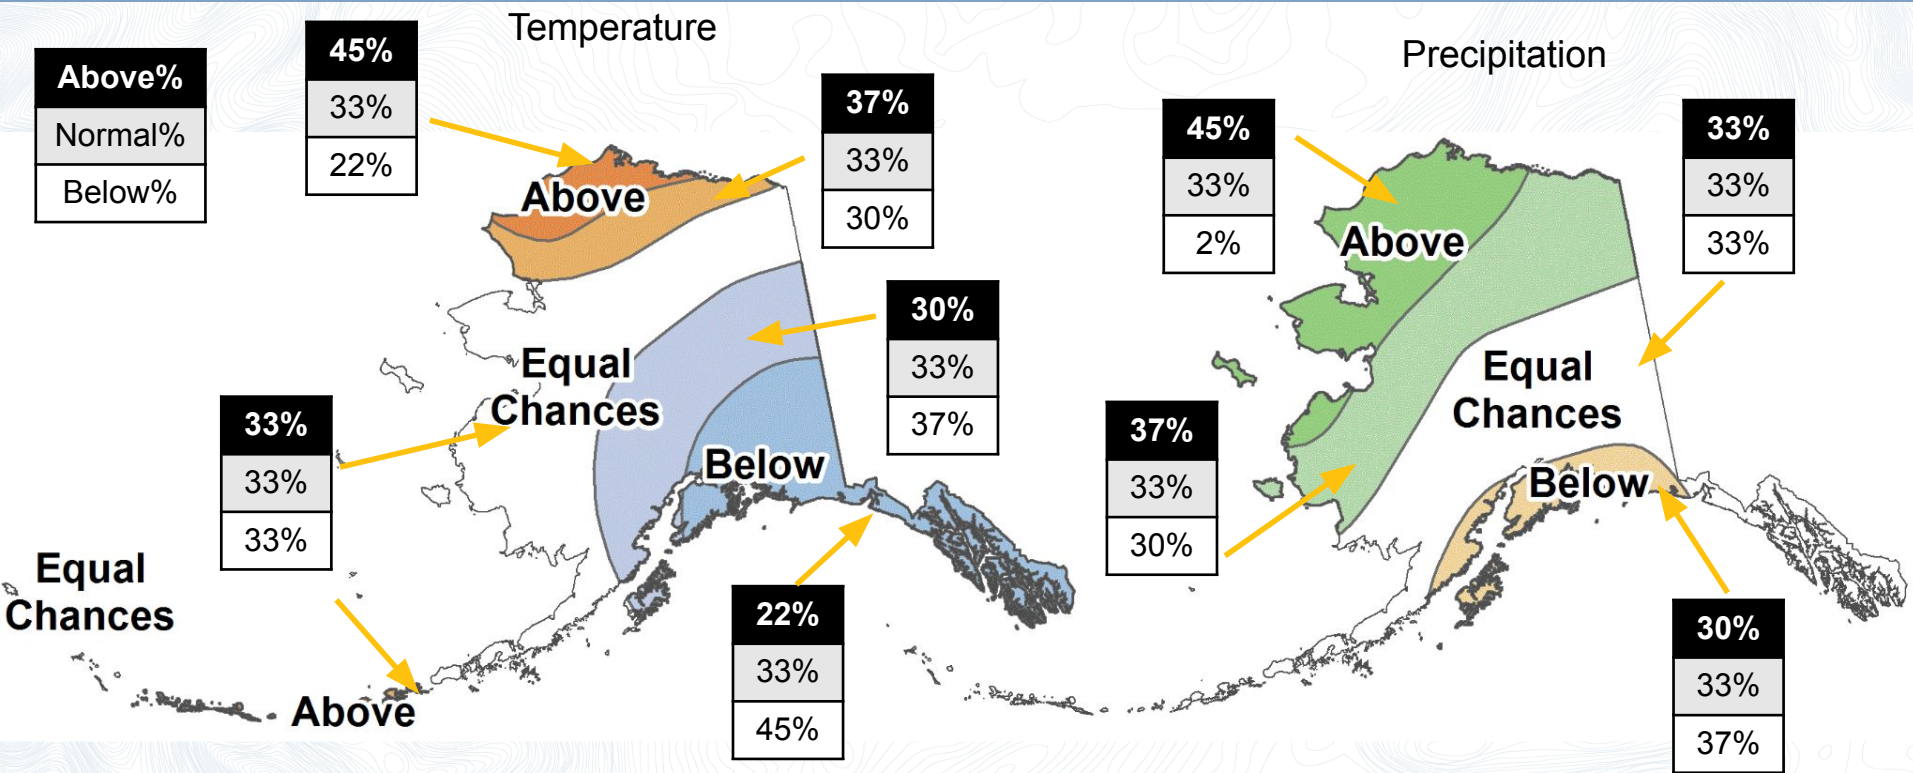 Temperature
Above%
Normal%
Below%
45%
33%
22%
37%
33%
30%
Above
30%
33%
37%
Equal
Chances
33%
33%
33%
Below
Equal
Chances
Above
22%
33%
45%
Precipitation
45%
33%
2%
33%
33%
33%
Above
Equal
Chances
37%
33%
30%
Below
30%
33%
37%